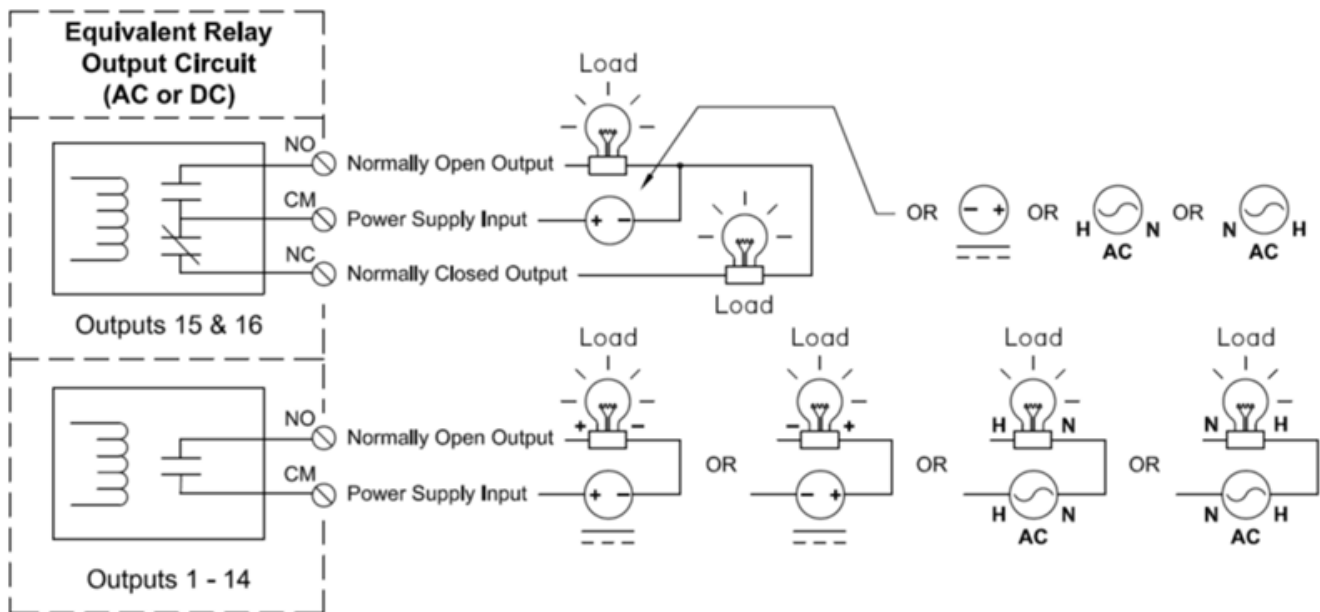 Equivalent Relay
Output Circuit
(AC or DC)
NO
CM
NC
Normally Open Output
Power Supply Input
Normally Closed Output
Outputs 15 & 16
Load
+ -
Load
OR
- +
OR
H N
AC
OR
N H
AC
NO
CM
Normally Open Output
Power Supply Input
Outputs 1 - 14
Load
+ -
+ -
OR
Load
- +
- +
OR
Load
H N
H N
AC
OR
Load
N H
N H
AC